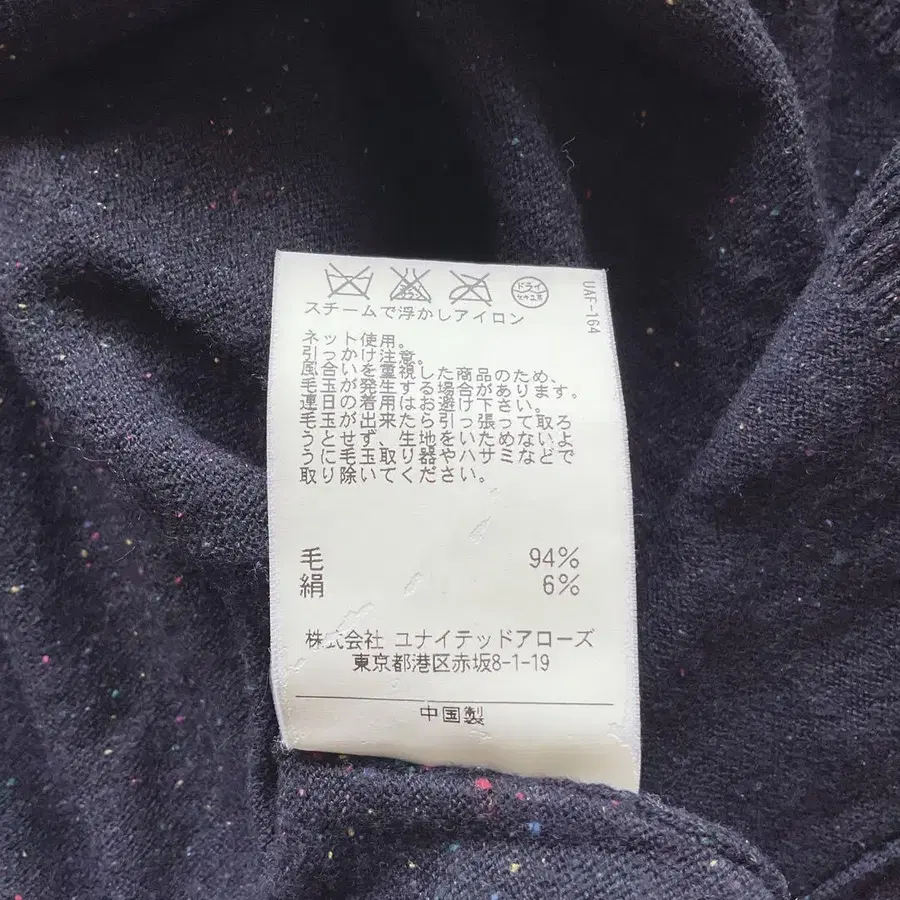 ドライ
セキユ系
スチームで浮かしアイロン
UAF-164
ネット使用。
引っかけ注意。
風合いを重視した商品のため、
毛玉が発生する場合があります。
連日の着用はお避け下さい。
毛玉が出来たら引っ張って取ろ
うとせず、生地をいためないよ
うに毛玉取り器やハサミなどで
取り除いてください。
毛 94%
絹 6%
株式会社 ユナイテッドアローズ
東京都港区赤坂8-1-19
中国製